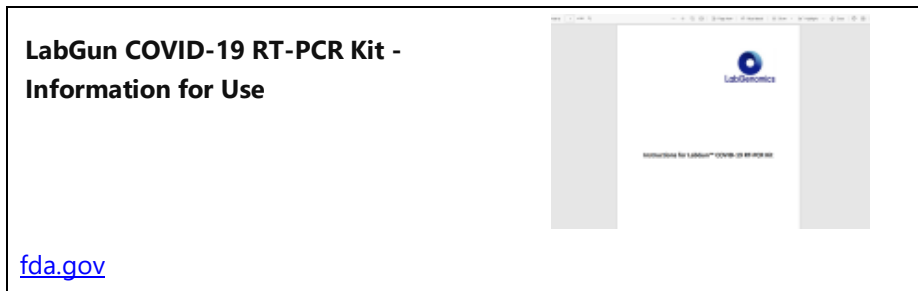 LabGun COVID-19 RT-PCR Kit -
Information for Use
LabGenomics
Instructions for LabGun™ COVID-19 RT-PCR Kit
fda.gov